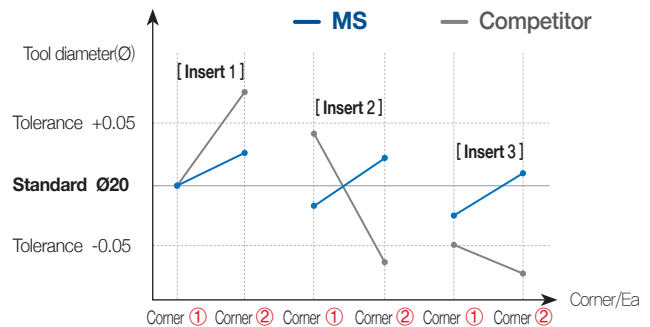 MS
Competitor
Tool diameter(Ø)
[ Insert 1 ]
[ Insert 2 ]
[ Insert 3 ]
Tolerance +0.05
Standard Ø20
Tolerance -0.05
Corner/Ea
Corner ① Corner ② Corner ① Corner ② Corner ① Corner ②